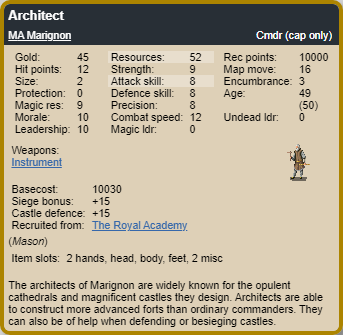 Architect
MA Marignon Cmdr (cap only)
Gold: 45 Resources: 52 Rec points: 10000
Hit points: 12 Strength: 9 Map move: 16
Size: 2 Attack skill: 8 Encumbrance: 3
Protection: 0 Defence skill: 8 Age: 49
Magic res: 9 Precision: 8 (50)
Morale: 10 Combat speed: 12 Undead ldr: 0
Leadership: 10 Magic ldr: 0
Weapons:
Instrument
Basecost: 10030
Siege bonus: +15
Castle defence: +15
Recruited from: The Royal Academy
(Mason)
Item slots: 2 hands, head, body, feet, 2 misc
The architects of Marignon are widely known for the opulent
cathedrals and magnificent castles they design. Architects are able
to construct more advanced forts than ordinary commanders. They
can also be of help when defending or besieging castles.